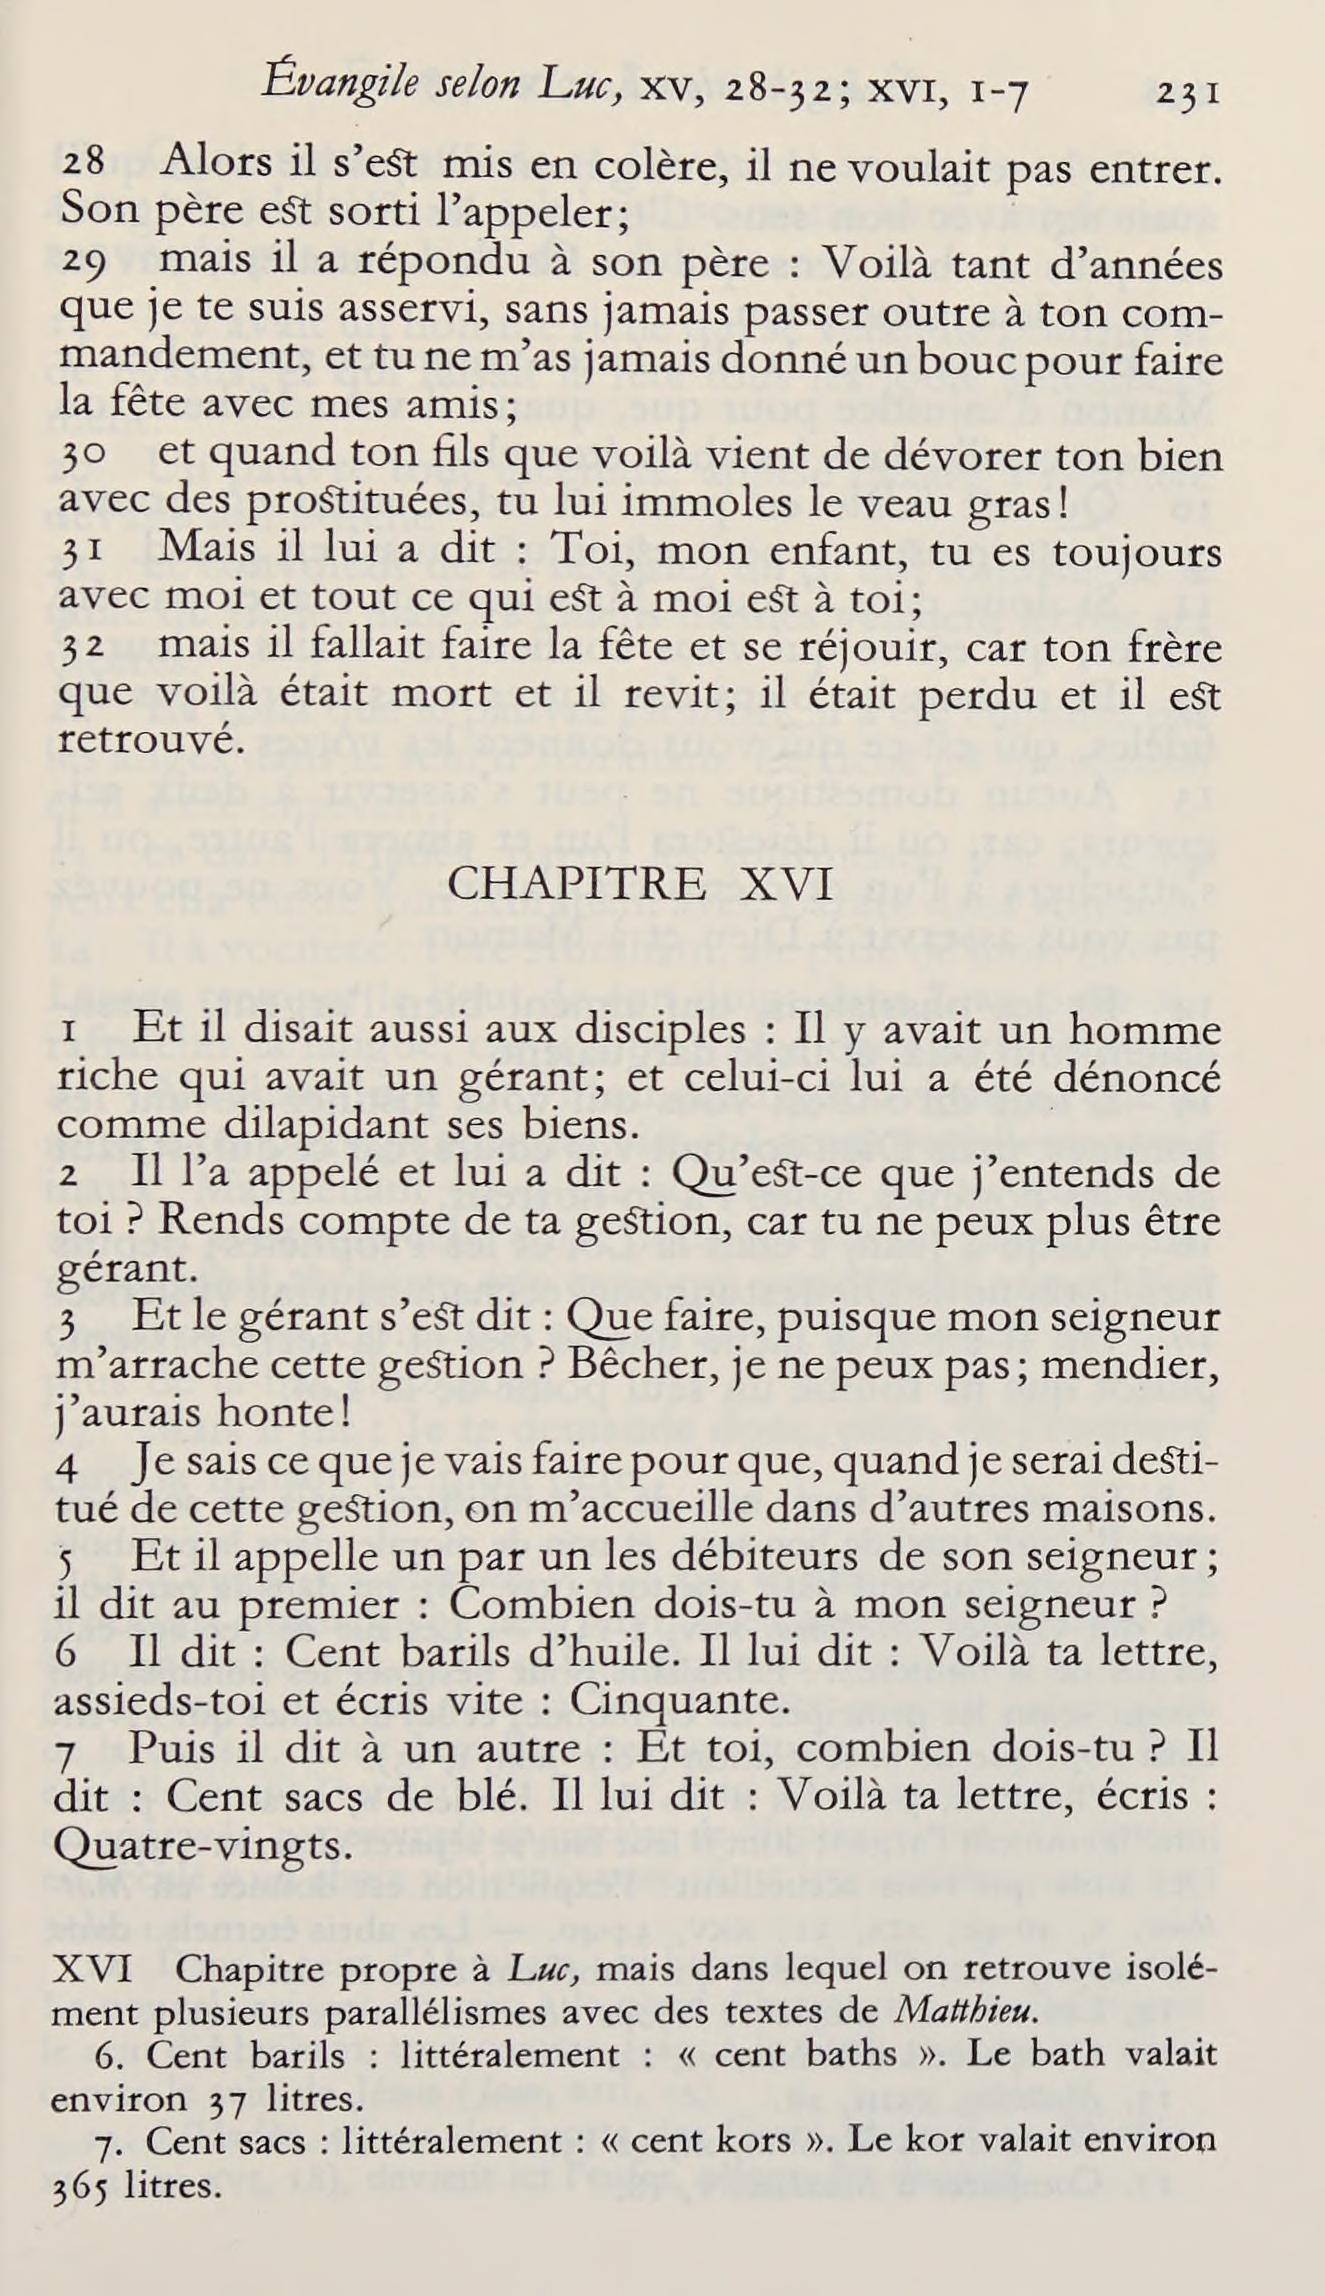 Évangile selon Luc, XV, 28-32; XVI, 1-7 231
28 Alors il s’est mis en colère, il ne voulait pas entrer.
Son père est sorti l’appeler;
29 mais il a répondu à son père : Voilà tant d’années
que je te suis asservi, sans jamais passer outre à ton com-
mandement, et tu ne m’as jamais donné un bouc pour faire
la fête avec mes amis;
30 et quand ton fils que voilà vient de dévorer ton bien
avec des prostituées, tu lui immoles le veau gras!
31 Mais il lui a dit : Toi, mon enfant, tu es toujours
avec moi et tout ce qui est à moi est à toi;
32 mais il fallait faire la fête et se réjouir, car ton frère
que voilà était mort et il revit; il était perdu et il est
retrouvé.
CHAPITRE XVI
1 Et il disait aussi aux disciples : Il y avait un homme
riche qui avait un gérant; et celui-ci lui a été dénoncé
comme dilapidant ses biens.
2 Il l’a appelé et lui a dit : Qu’est-ce que j’entends de
toi ? Rends compte de ta gestion, car tu ne peux plus être
gérant.
3 Et le gérant s’est dit : Que faire, puisque mon seigneur
m’arrache cette gestion ? Bêcher, je ne peux pas; mendier,
j’aurais honte!
4 Je sais ce que je vais faire pour que, quand je serai desti-
tué de cette gestion, on m’accueille dans d’autres maisons.
5 Et il appelle un par un les débiteurs de son seigneur;
il dit au premier : Combien dois-tu à mon seigneur ?
6 Il dit : Cent barils d’huile. Il lui dit : Voilà ta lettre,
assieds-toi et écris vite : Cinquante.
7 Puis il dit à un autre : Et toi, combien dois-tu ? Il
dit : Cent sacs de blé. Il lui dit : Voilà ta lettre, écris :
Quatre-vingts.
XVI Chapitre propre à Luc, mais dans lequel on retrouve isolé-
ment plusieurs parallélismes avec des textes de Matthieu.
6. Cent barils : littéralement : « cent baths ». Le bath valait
environ 37 litres.
7. Cent sacs : littéralement : « cent kors ». Le kor valait environ
365 litres.